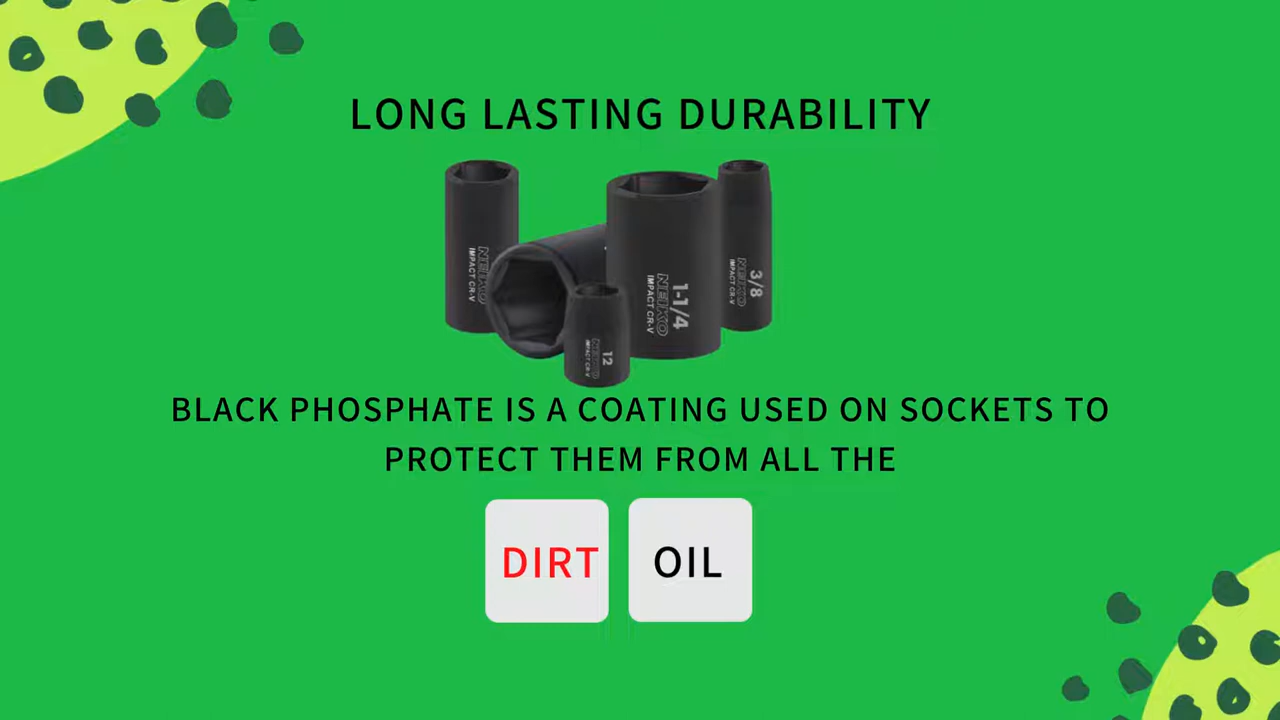 LONG LASTING DURABILITY
NEIKO
IMPACT CR-V
12
NEIKO
IMPACT CR-V
1-1/4
NEIKO
IMPACT CR-V
3/8
NEIKO
IMPACT CR-V
BLACK PHOSPHATE IS A COATING USED ON SOCKETS TO
PROTECT THEM FROM ALL THE
DIRT
OIL